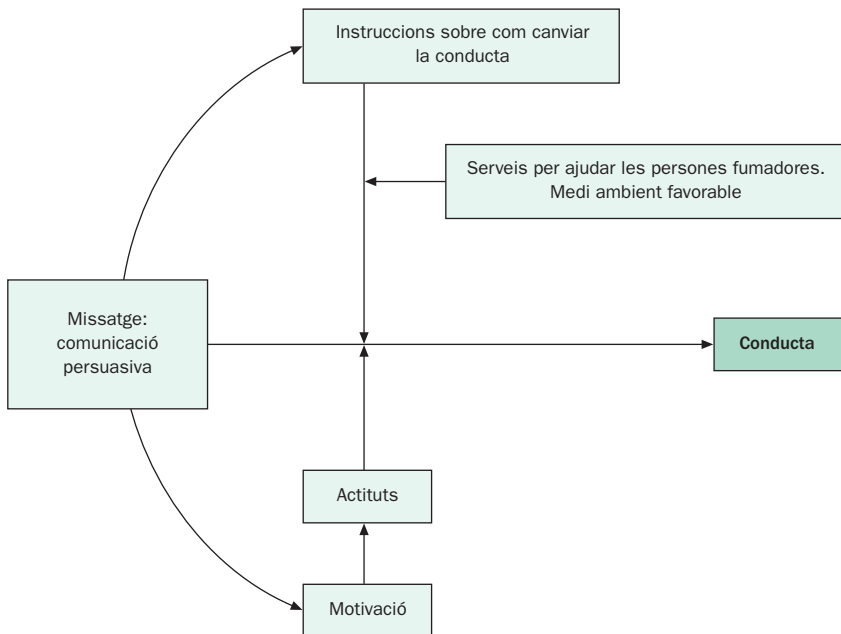 Instruccions sobre com canviar
la conducta
Serveis per ajudar les persones fumadores.
Medi ambient favorable
Missatge:
comunicació
persuasiva
Conducta
Actituts
Motivació